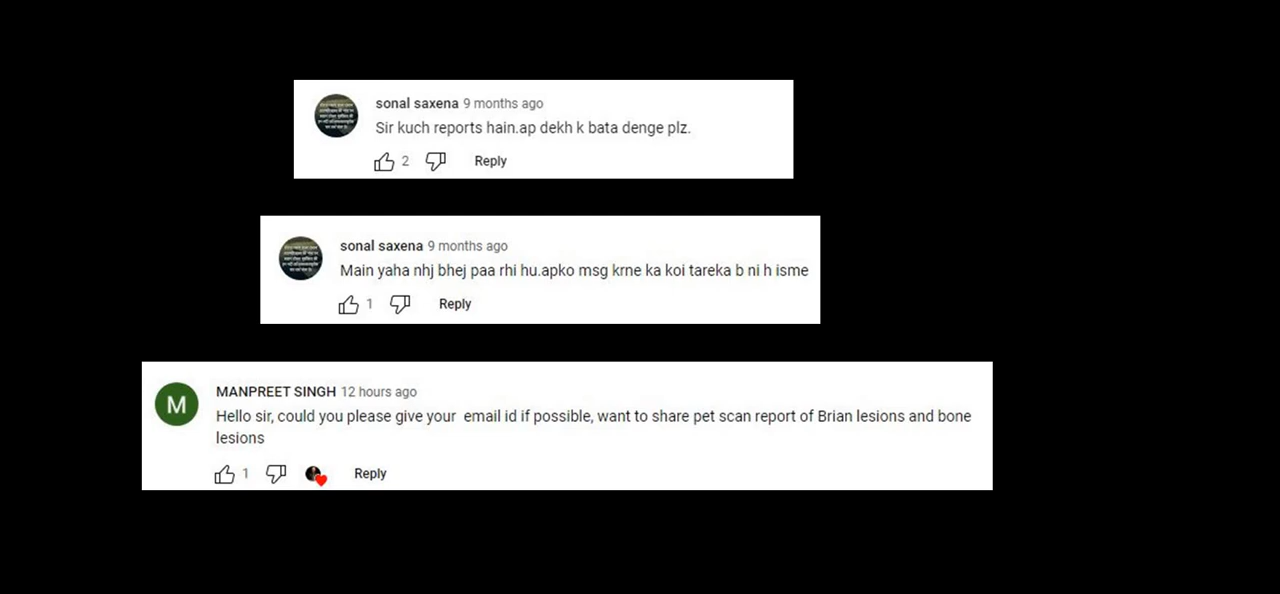 sonal saxena 9 months ago
Sir kuch reports hain.ap dekh k bata denge plz.
2 Reply
sonal saxena 9 months ago
Main yaha nhj bhej paa rhi hu.apko msg krne ka koi tareka b ni h isme
1 Reply
M
MANPREET SINGH 12 hours ago
Hello sir, could you please give your email id if possible, want to share pet scan report of Brian lesions and bone
lesions
1 Reply